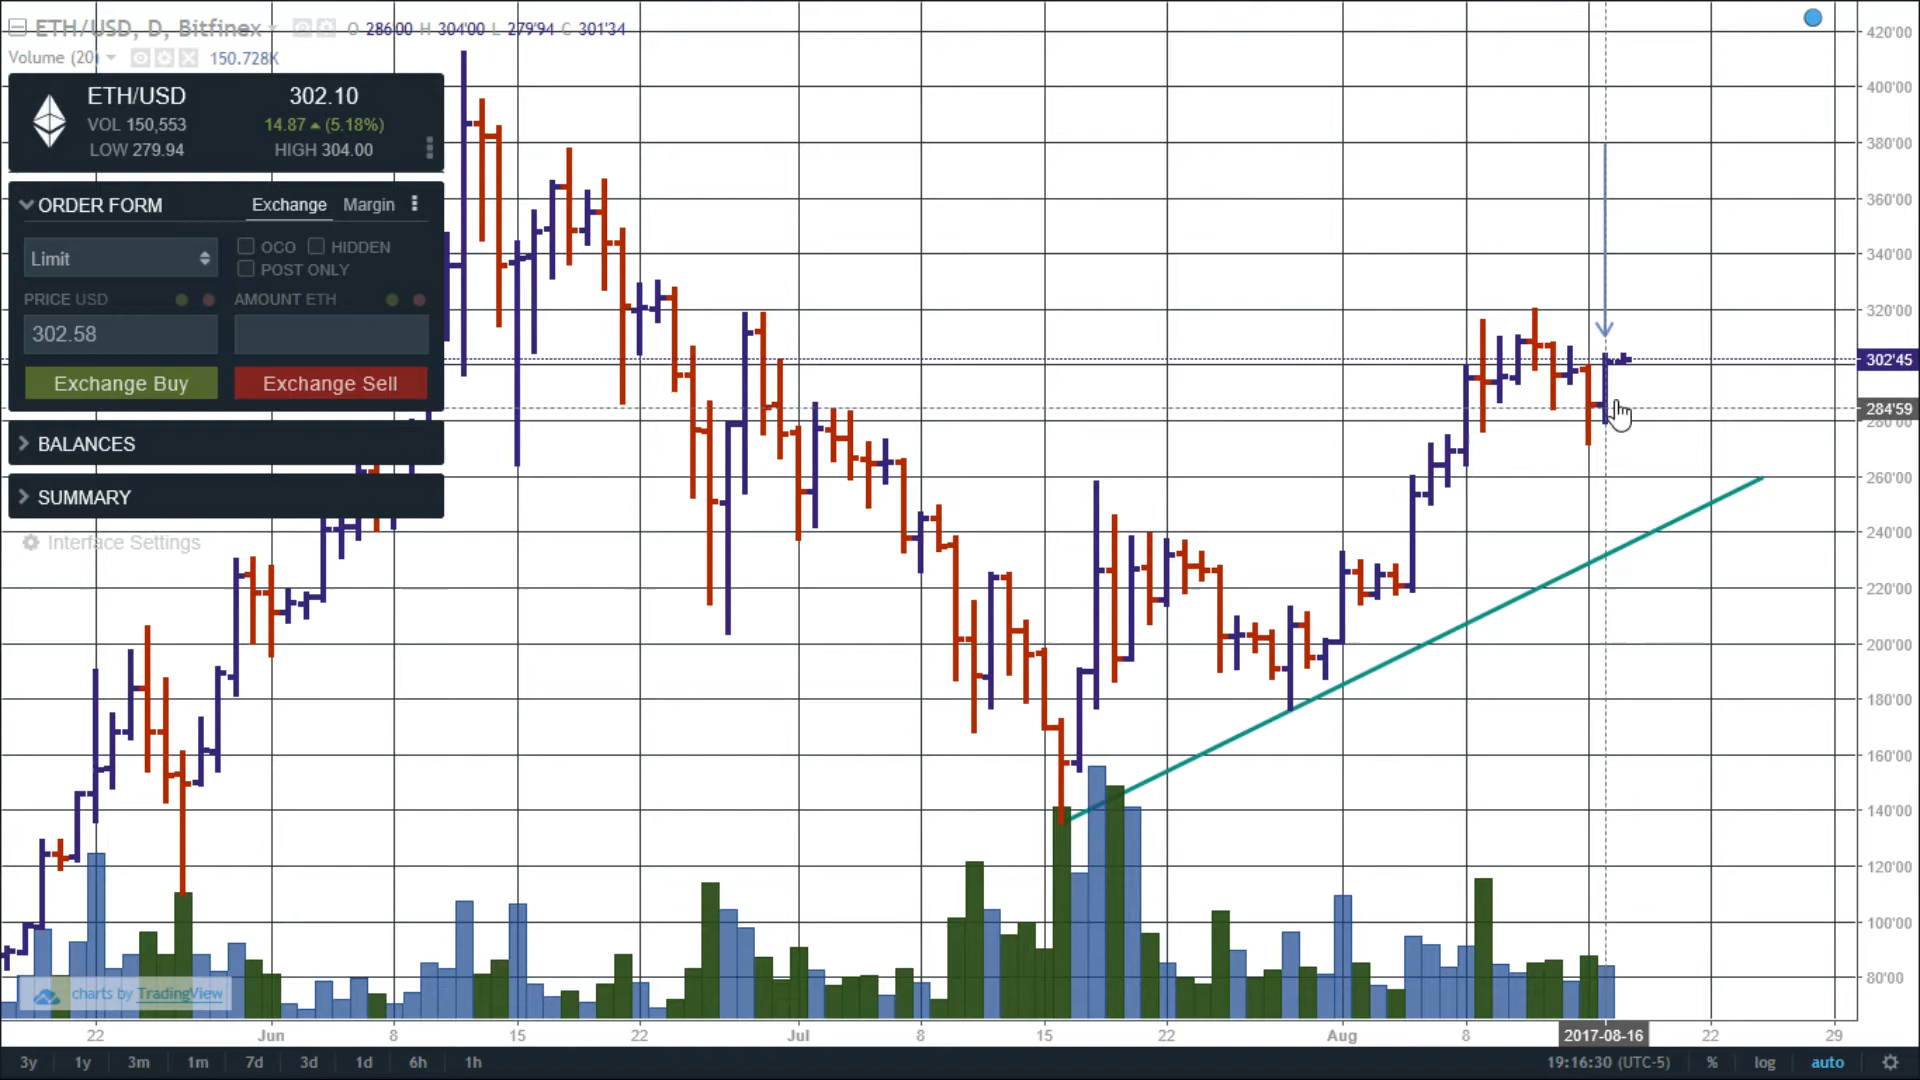 ETH/USD, D, Bitfinex O 286'00 H 304'00 L 279'94 C 301'34
Volume (20) 150.728K
ETH/USD 302.10
VOL 150,553 14.87 (5.18%)
LOW 279.94 HIGH 304.00
ORDER FORM Exchange Margin
Limit OCO HIDDEN
POST ONLY
PRICE USD AMOUNT ETH
302.58
Exchange Buy Exchange Sell
BALANCES
SUMMARY
Interface Settings
420'00
400'00
380'00
360'00
340'00
320'00
302'45
284'59
280'00
260'00
240'00
220'00
200'00
180'00
160'00
140'00
120'00
100'00
80'00
charts by TradingView
22 Jun 8 15 22 Jul 8 15 22 Aug 8 2017-08-16 22 29
3y 1y 3m 1m 7d 3d 1d 6h 1h 19:16:30 (UTC-5) % log auto